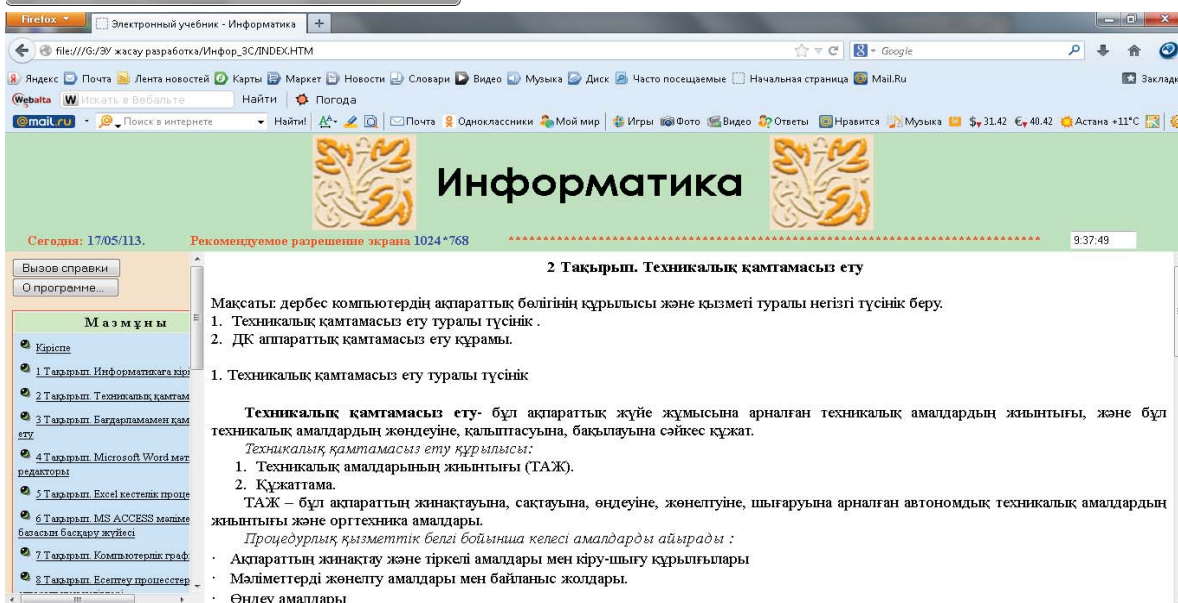 Firefox
Электронный учебник - Информатика
file:///G:/ЭУ жасау разработка/Инфор_ЗС/INDEX.HTM
Google
Яндекс Почта Лента новостей Карты Маркет Новости Словари Видео Музыка Диск Часто посещаемые Начальная страница Mail.Ru Заклад
Webalta Искать в Вебальте Найти Погода
@mail.ru Поиск в интернете Найти! Почта Одноклассники Мой мир Игры Фото Видео Ответы Нравится Музыка $ 31.42 € 40.42 Астана +11°C
Информатика
Сегодня: 17/05/113. Рекомендуемое разрешение экрана 1024*768 9:37:49
Вызов справки
О программе...
Мазмұны
Кіріспе
1 Тақырып. Информатикаға кірі
2 Тақырып. Техникалық қамтам
3 Тақырып. Бағдарламамен қам
ету
4 Тақырып. Microsoft Word мәт
редакторы
5 Тақырып. Excel кестелік проце
6 Тақырып. MS ACCESS мәліме
базасын басқару жүйесі
7 Тақырып. Компьютерлік граф
8 Тақырып. Есептеу процесстер
2 Тақырып. Техникалық қамтамасыз ету
Мақсаты: дербес компьютердің ақпараттық бөлігінің құрылысы және қызметі туралы негізгі түсінік беру.
1. Техникалық қамтамасыз ету туралы түсінік .
2. ДК аппараттық қамтамасыз ету құрамы.
1. Техникалық қамтамасыз ету туралы түсінік
Техникалық қамтамасыз ету- бұл ақпараттық жүйе жұмысына арналған техникалық амалдардың жиынтығы, және бұл
техникалық амалдардың жөндеуіне, қалыптасуына, бақылауына сәйкес құжат.
Техникалық қамтамасыз ету құрылысы:
1. Техникалық амалдарының жиынтығы (ТАЖ).
2. Құжаттама.
ТАЖ – бұл ақпараттың жинақтауына, сақтауына, өңдеуіне, жөнелтуіне, шығаруына арналған автономдық техникалық амалдардың
жиынтығы және оргтехника амалдары.
Процедурлық қызметтік белгі бойынша келесі амалдарды айырады :
· Ақпараттың жинақтау және тіркелі амалдары мен кіру-шығу құрылғылары
· Мәліметтерді жөнелту амалдары мен байланыс жолдары.
· Өңдеу амалдары